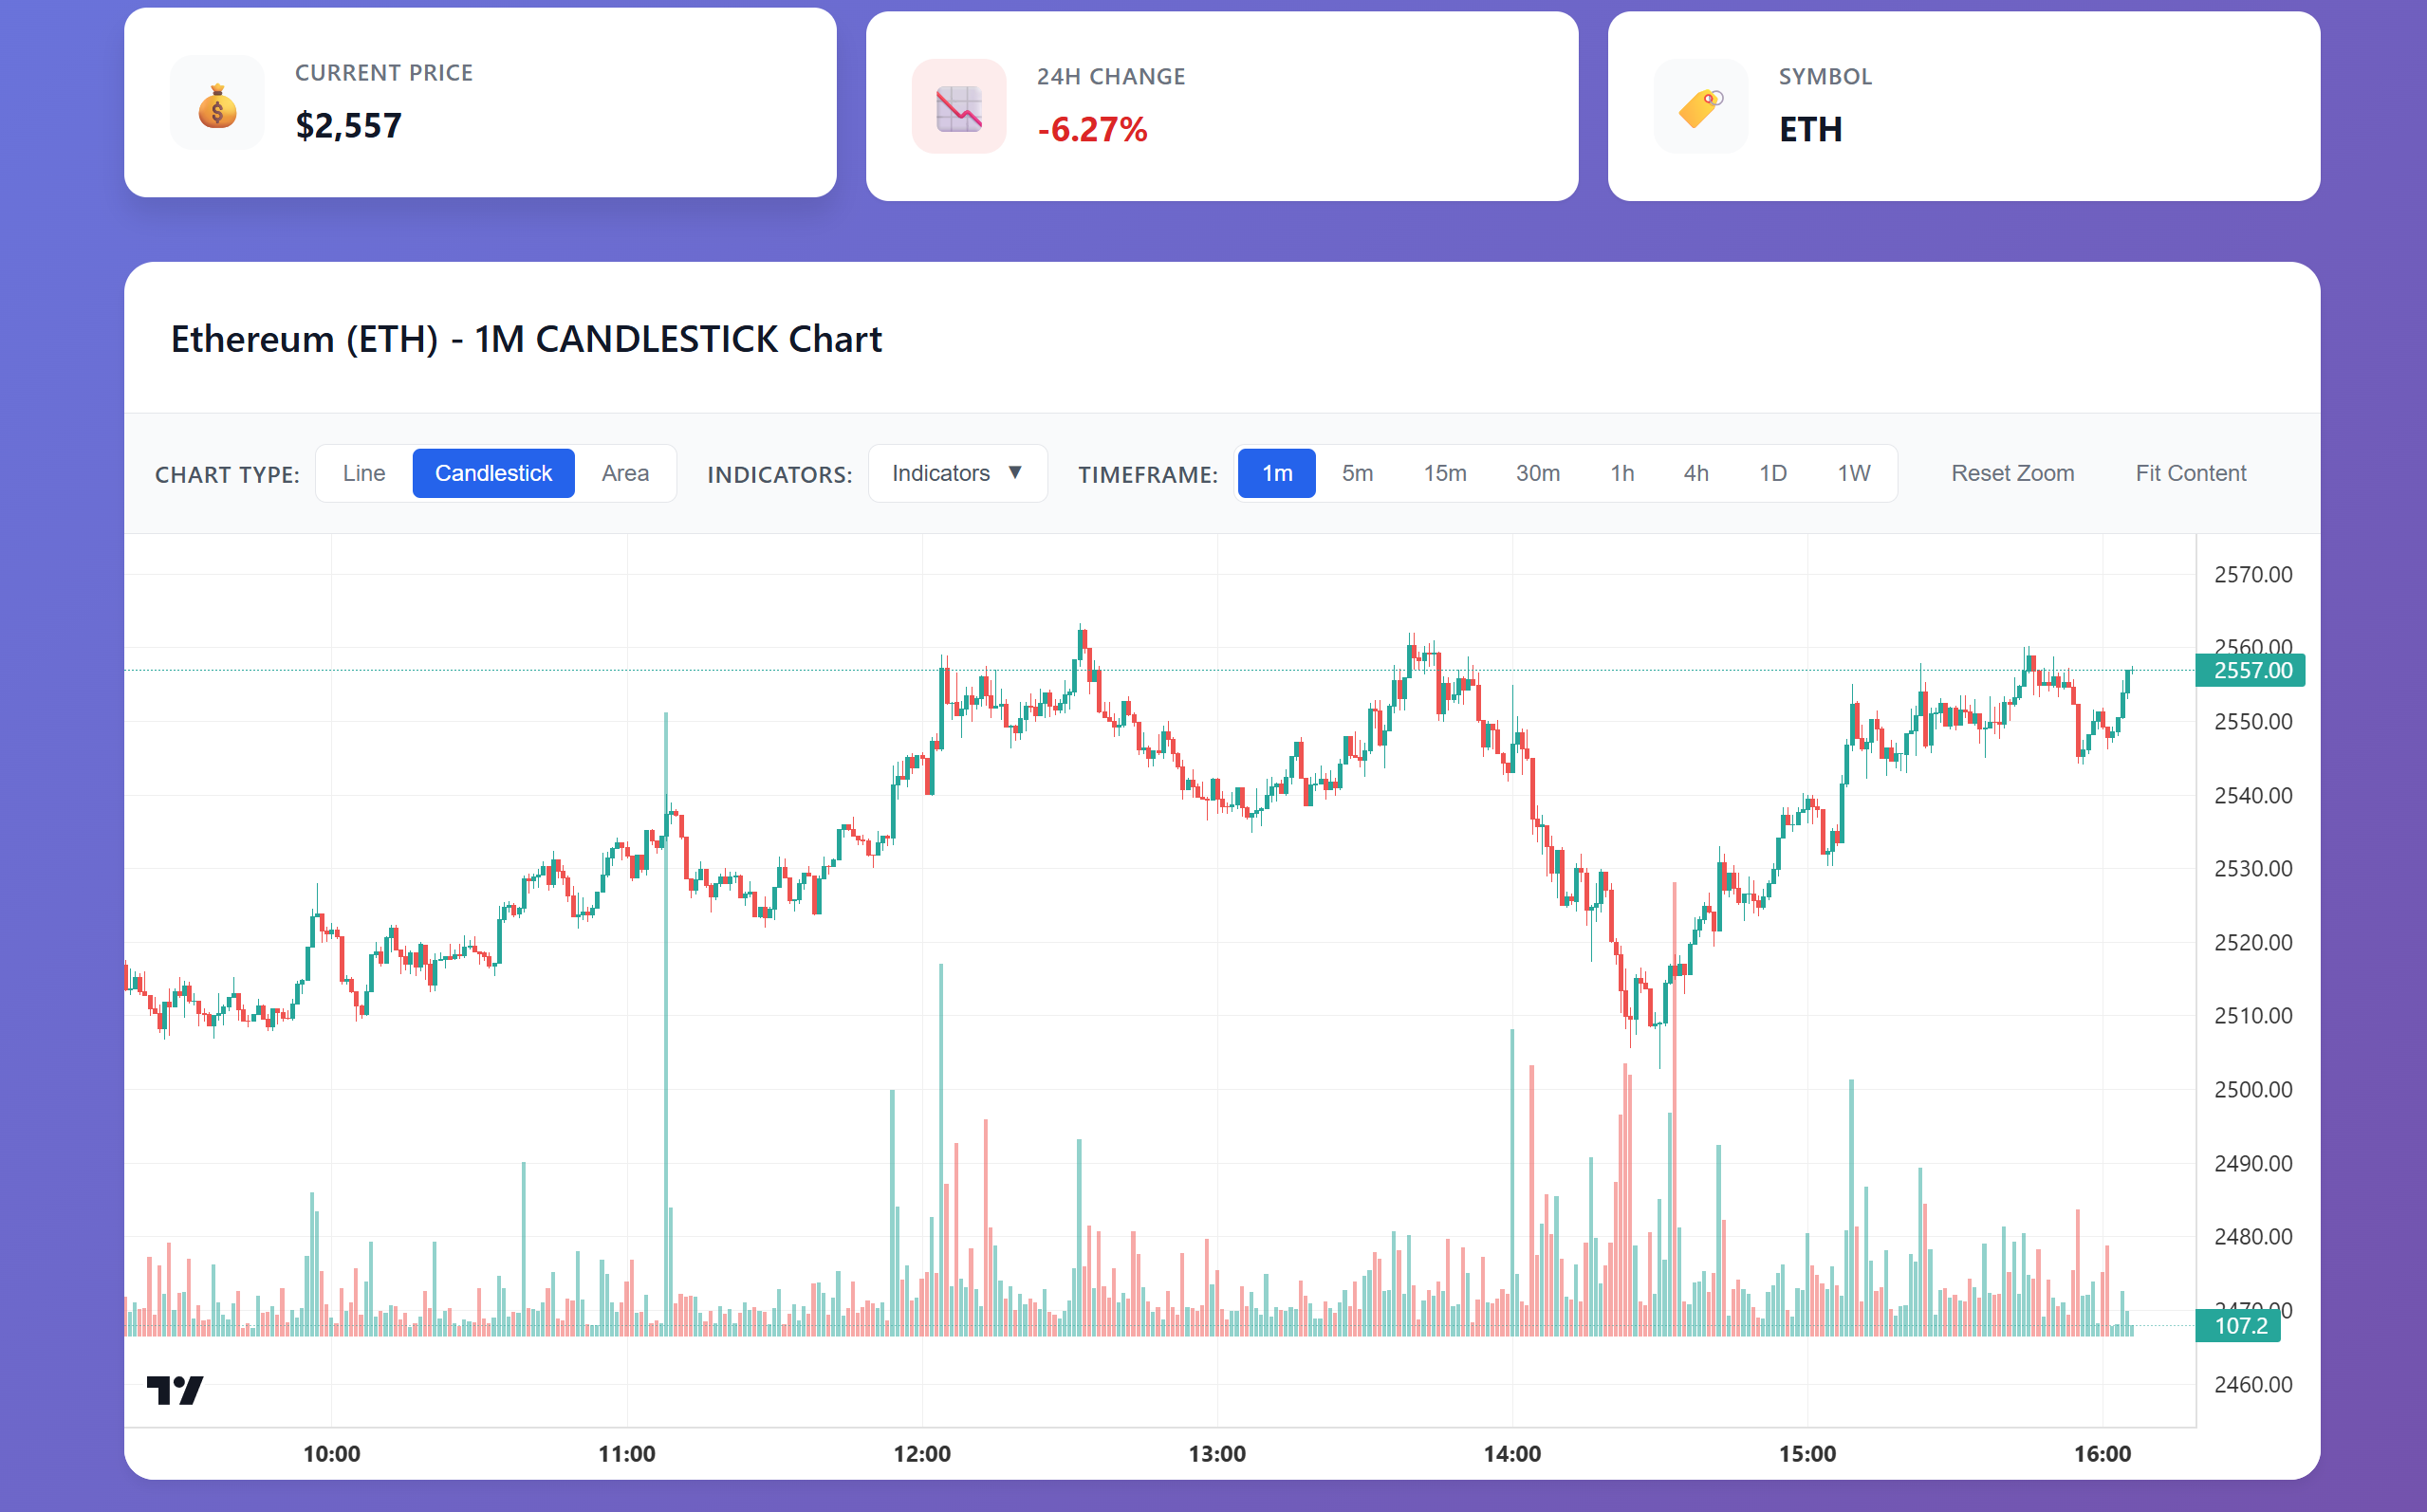 CURRENT PRICE
$2,557
24H CHANGE
-6.27%
SYMBOL
ETH
Ethereum (ETH) - 1M CANDLESTICK Chart
CHART TYPE: Line Candlestick Area INDICATORS: Indicators ▼ TIMEFRAME: 1m 5m 15m 30m 1h 4h 1D 1W Reset Zoom Fit Content
2570.00
2560.00
2557.00
2550.00
2540.00
2530.00
2520.00
2510.00
2500.00
2490.00
2480.00
2470.00
107.2
2460.00
10:00 11:00 12:00 13:00 14:00 15:00 16:00